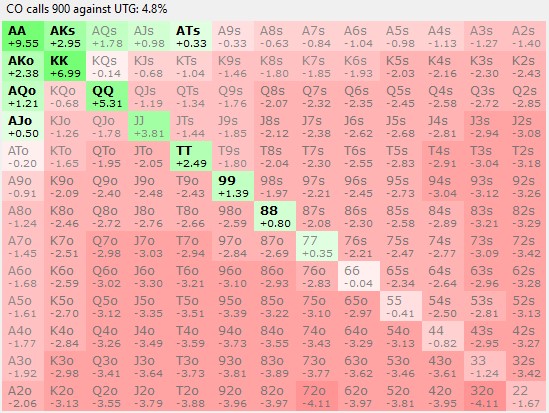 CO calls 900 against UTG: 4.8%
AA AKs AQs AJs ATs A9s A8s A7s A6s A5s A4s A3s A2s
+9.55 +2.95 +1.78 +0.98 +0.33 -0.33 -0.63 -0.84 -1.04 -0.98 -1.13 -1.27 -1.40
AKo KK KQs KJs KTs K9s K8s K7s K6s K5s K4s K3s K2s
+2.38 +6.99 -0.14 -0.68 -1.04 -1.46 -1.80 -1.85 -1.93 -2.03 -2.16 -2.30 -2.43
AQo KQo QQ QJs QTs Q9s Q8s Q7s Q6s Q5s Q4s Q3s Q2s
+1.21 -0.68 +5.31 -1.19 -1.34 -1.76 -2.07 -2.32 -2.35 -2.45 -2.58 -2.72 -2.85
AJo KJo QJo JJ JTs J9s J8s J7s J6s J5s J4s J3s J2s
+0.50 -1.26 -1.78 +3.81 -1.44 -1.85 -2.12 -2.38 -2.62 -2.68 -2.81 -2.94 -3.08
ATo KTo QTo JTo TT T9s T8s T7s T6s T5s T4s T3s T2s
-0.20 -1.65 -1.95 -2.05 +2.49 -1.80 -2.04 -2.30 -2.55 -2.83 -2.91 -3.04 -3.18
A9o K9o Q9o J9o T9o 99 98s 97s 96s 95s 94s 93s 92s
-0.91 -2.09 -2.40 -2.48 -2.43 +1.39 -1.97 -2.21 -2.45 -2.73 -3.04 -3.12 -3.26
A8o K8o Q8o J8o T8o 98o 88 87s 86s 85s 84s 83s 82s
-1.24 -2.46 -2.72 -2.76 -2.66 -2.59 +0.80 -2.08 -2.30 -2.58 -2.89 -3.21 -3.29
A7o K7o Q7o J7o T7o 97o 87o 77 76s 75s 74s 73s 72s
-1.45 -2.51 -2.98 -3.03 -2.94 -2.84 -2.69 +0.35 -2.21 -2.47 -2.77 -3.09 -3.42
A6o K6o Q6o J6o T6o 96o 86o 76o 66 65s 64s 63s 62s
-1.68 -2.59 -3.02 -3.30 -3.21 -3.10 -2.93 -2.83 -0.04 -2.34 -2.64 -2.96 -3.28
A5o K5o Q5o J5o T5o 95o 85o 75o 65o 55 54s 53s 52s
-1.61 -2.70 -3.12 -3.35 -3.51 -3.39 -3.22 -3.10 -2.97 -0.41 -2.50 -2.81 -3.13
A4o K4o Q4o J4o T4o 94o 84o 74o 64o 54o 44 43s 42s
-1.77 -2.84 -3.26 -3.49 -3.59 -3.73 -3.55 -3.43 -3.29 -3.13 -0.82 -2.95 -3.27
A3o K3o Q3o J3o T3o 93o 83o 73o 63o 53o 43o 33 32s
-1.92 -2.98 -3.41 -3.64 -3.73 -3.81 -3.89 -3.77 -3.62 -3.46 -3.61 -1.24 -3.42
A2o K2o Q2o J2o T2o 92o 82o 72o 62o 52o 42o 32o 22
-2.06 -3.13 -3.55 -3.79 -3.88 -3.96 -3.97 -4.11 -3.97 -3.81 -3.95 -4.11 -1.67